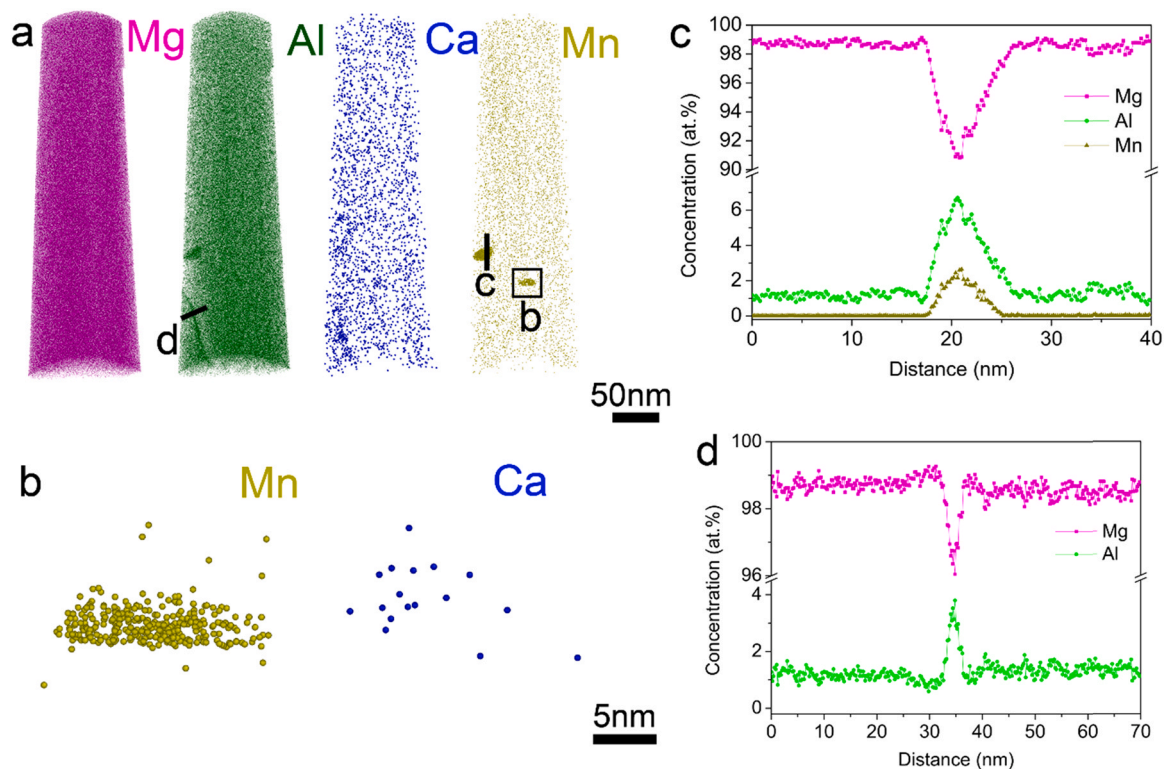 a Mg Al Ca Mn
d
c
b
50nm
b Mn Ca
5nm
c
100
98
96
94
92
90
6
4
2
0
0 10 20 30 40
Concentration (at.%)
Distance (nm)
Mg
Al
Mn
d
100
98
96
4
2
0
0 10 20 30 40 50 60 70
Concentration (at.%)
Distance (nm)
Mg
Al